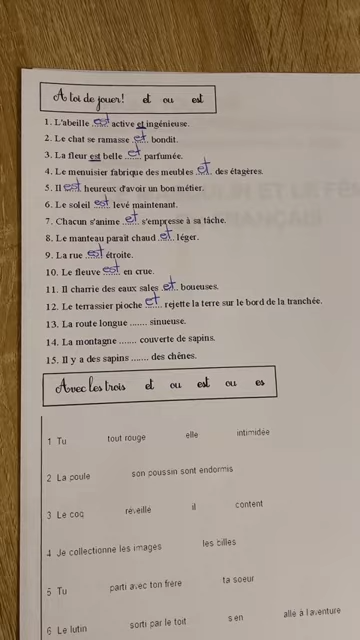 A toi de jouer! et ou est
1. L'abeille est active et ingénieuse.
2. Le chat se ramasse et bondit.
3. La fleur est belle et parfumée.
4. Le menuisier fabrique des meubles et des étagères.
5. Il est heureux d'avoir un bon métier.
6. Le soleil est levé maintenant.
7. Chacun s'anime et s'empresse à sa tâche.
8. Le manteau paraît chaud et léger.
9. La rue est étroite.
10. Le fleuve est en crue.
11. Il charrie des eaux sales et boueuses.
12. Le terrassier pioche et rejette la terre sur le bord de la tranchée.
13. La route longue ....... sinueuse.
14. La montagne ....... couverte de sapins.
15. Il y a des sapins ....... des chênes.
Avec les trois et ou est ou es
1 Tu tout rouge elle intimidée
2 La poule son poussin sont endormis
3 Le coq réveillé il content
4 Je collectionne les images les billes
5 Tu parti avec ton frère ta soeur
6 Le lutin sorti par le toit s en allé à l aventure